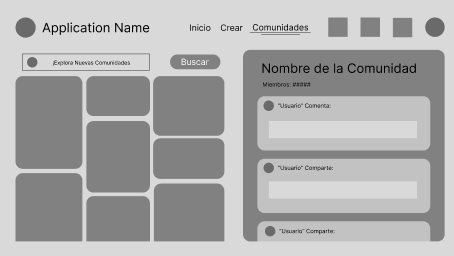 Application Name
Inicio Crear Comunidades
¡Explora Nuevas Comunidades
Buscar
Nombre de la Comunidad
Miembros: #####
"Usuario" Comenta:
"Usuario" Comparte:
"Usuario" Comparte: